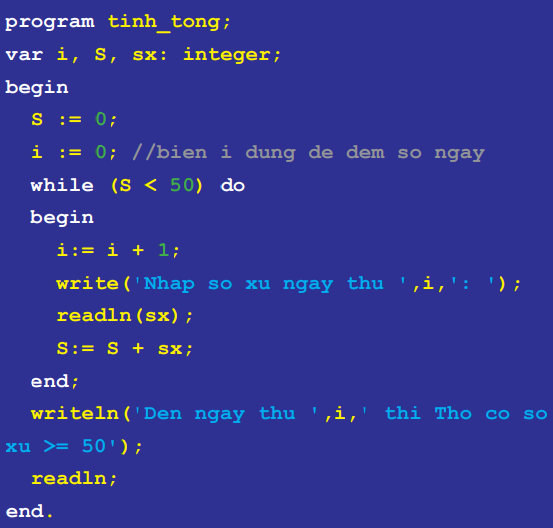 program tinh_tong;
var i, S, sx: integer;
begin
S := 0;
i := 0; //bien i dung de dem so ngay
while (S < 50) do
begin
i:= i + 1;
write('Nhap so xu ngay thu ',i,': ');
readln(sx);
S:= S + sx;
end;
writeln('Den ngay thu ',i,' thi Tho co so
xu >= 50');
readln;
end.